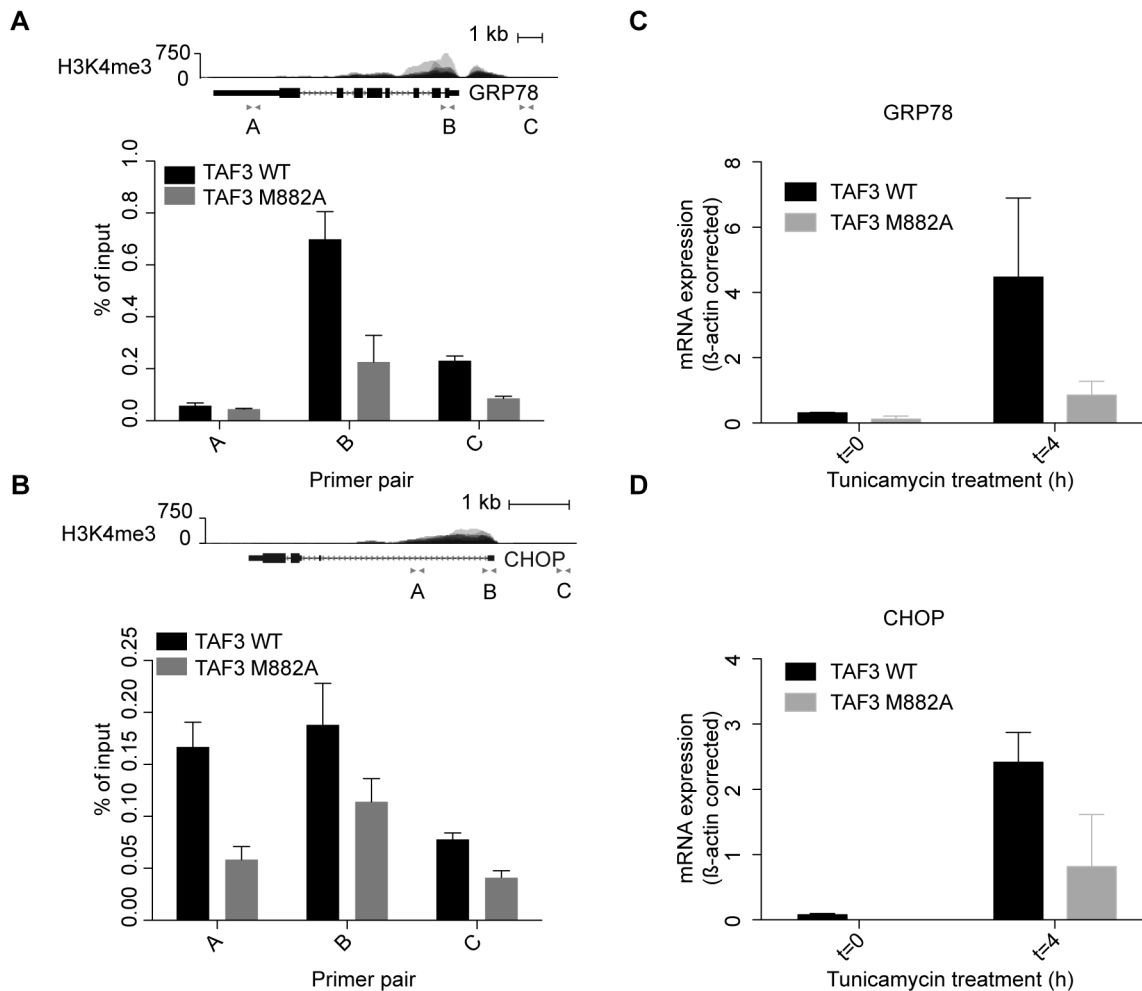 A
1 kb
H3K4me3
750
0
GRP78
A B C
TAF3 WT
TAF3 M882A
% of input
1.0
0.8
0.6
0.4
0.2
0.0
A B C
Primer pair
B
1 kb
H3K4me3
750
0
CHOP
A B C
TAF3 WT
TAF3 M882A
% of input
0.25
0.20
0.15
0.10
0.05
0.00
A B C
Primer pair
C
GRP78
TAF3 WT
TAF3 M882A
mRNA expression
(ß-actin corrected)
8
6
4
2
0
t=0 t=4
Tunicamycin treatment (h)
D
CHOP
TAF3 WT
TAF3 M882A
mRNA expression
(ß-actin corrected)
4
3
2
1
0
t=0 t=4
Tunicamycin treatment (h)